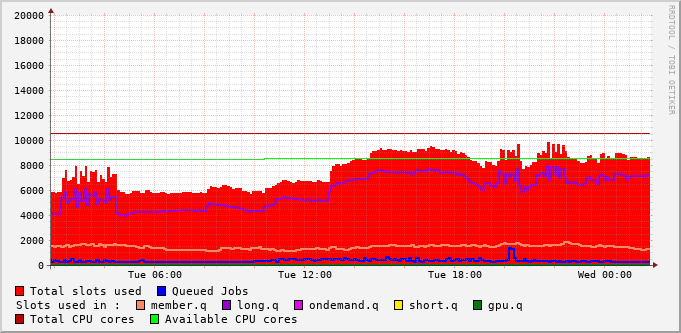 20000
18000
16000
14000
12000
10000
8000
6000
4000
2000
0
Tue 06:00 Tue 12:00 Tue 18:00 Wed 00:00
RRDTOOL / TOBI OETIKER
Total slots used Queued Jobs
Slots used in : member.q long.q ondemand.q short.q gpu.q
Total CPU cores Available CPU cores